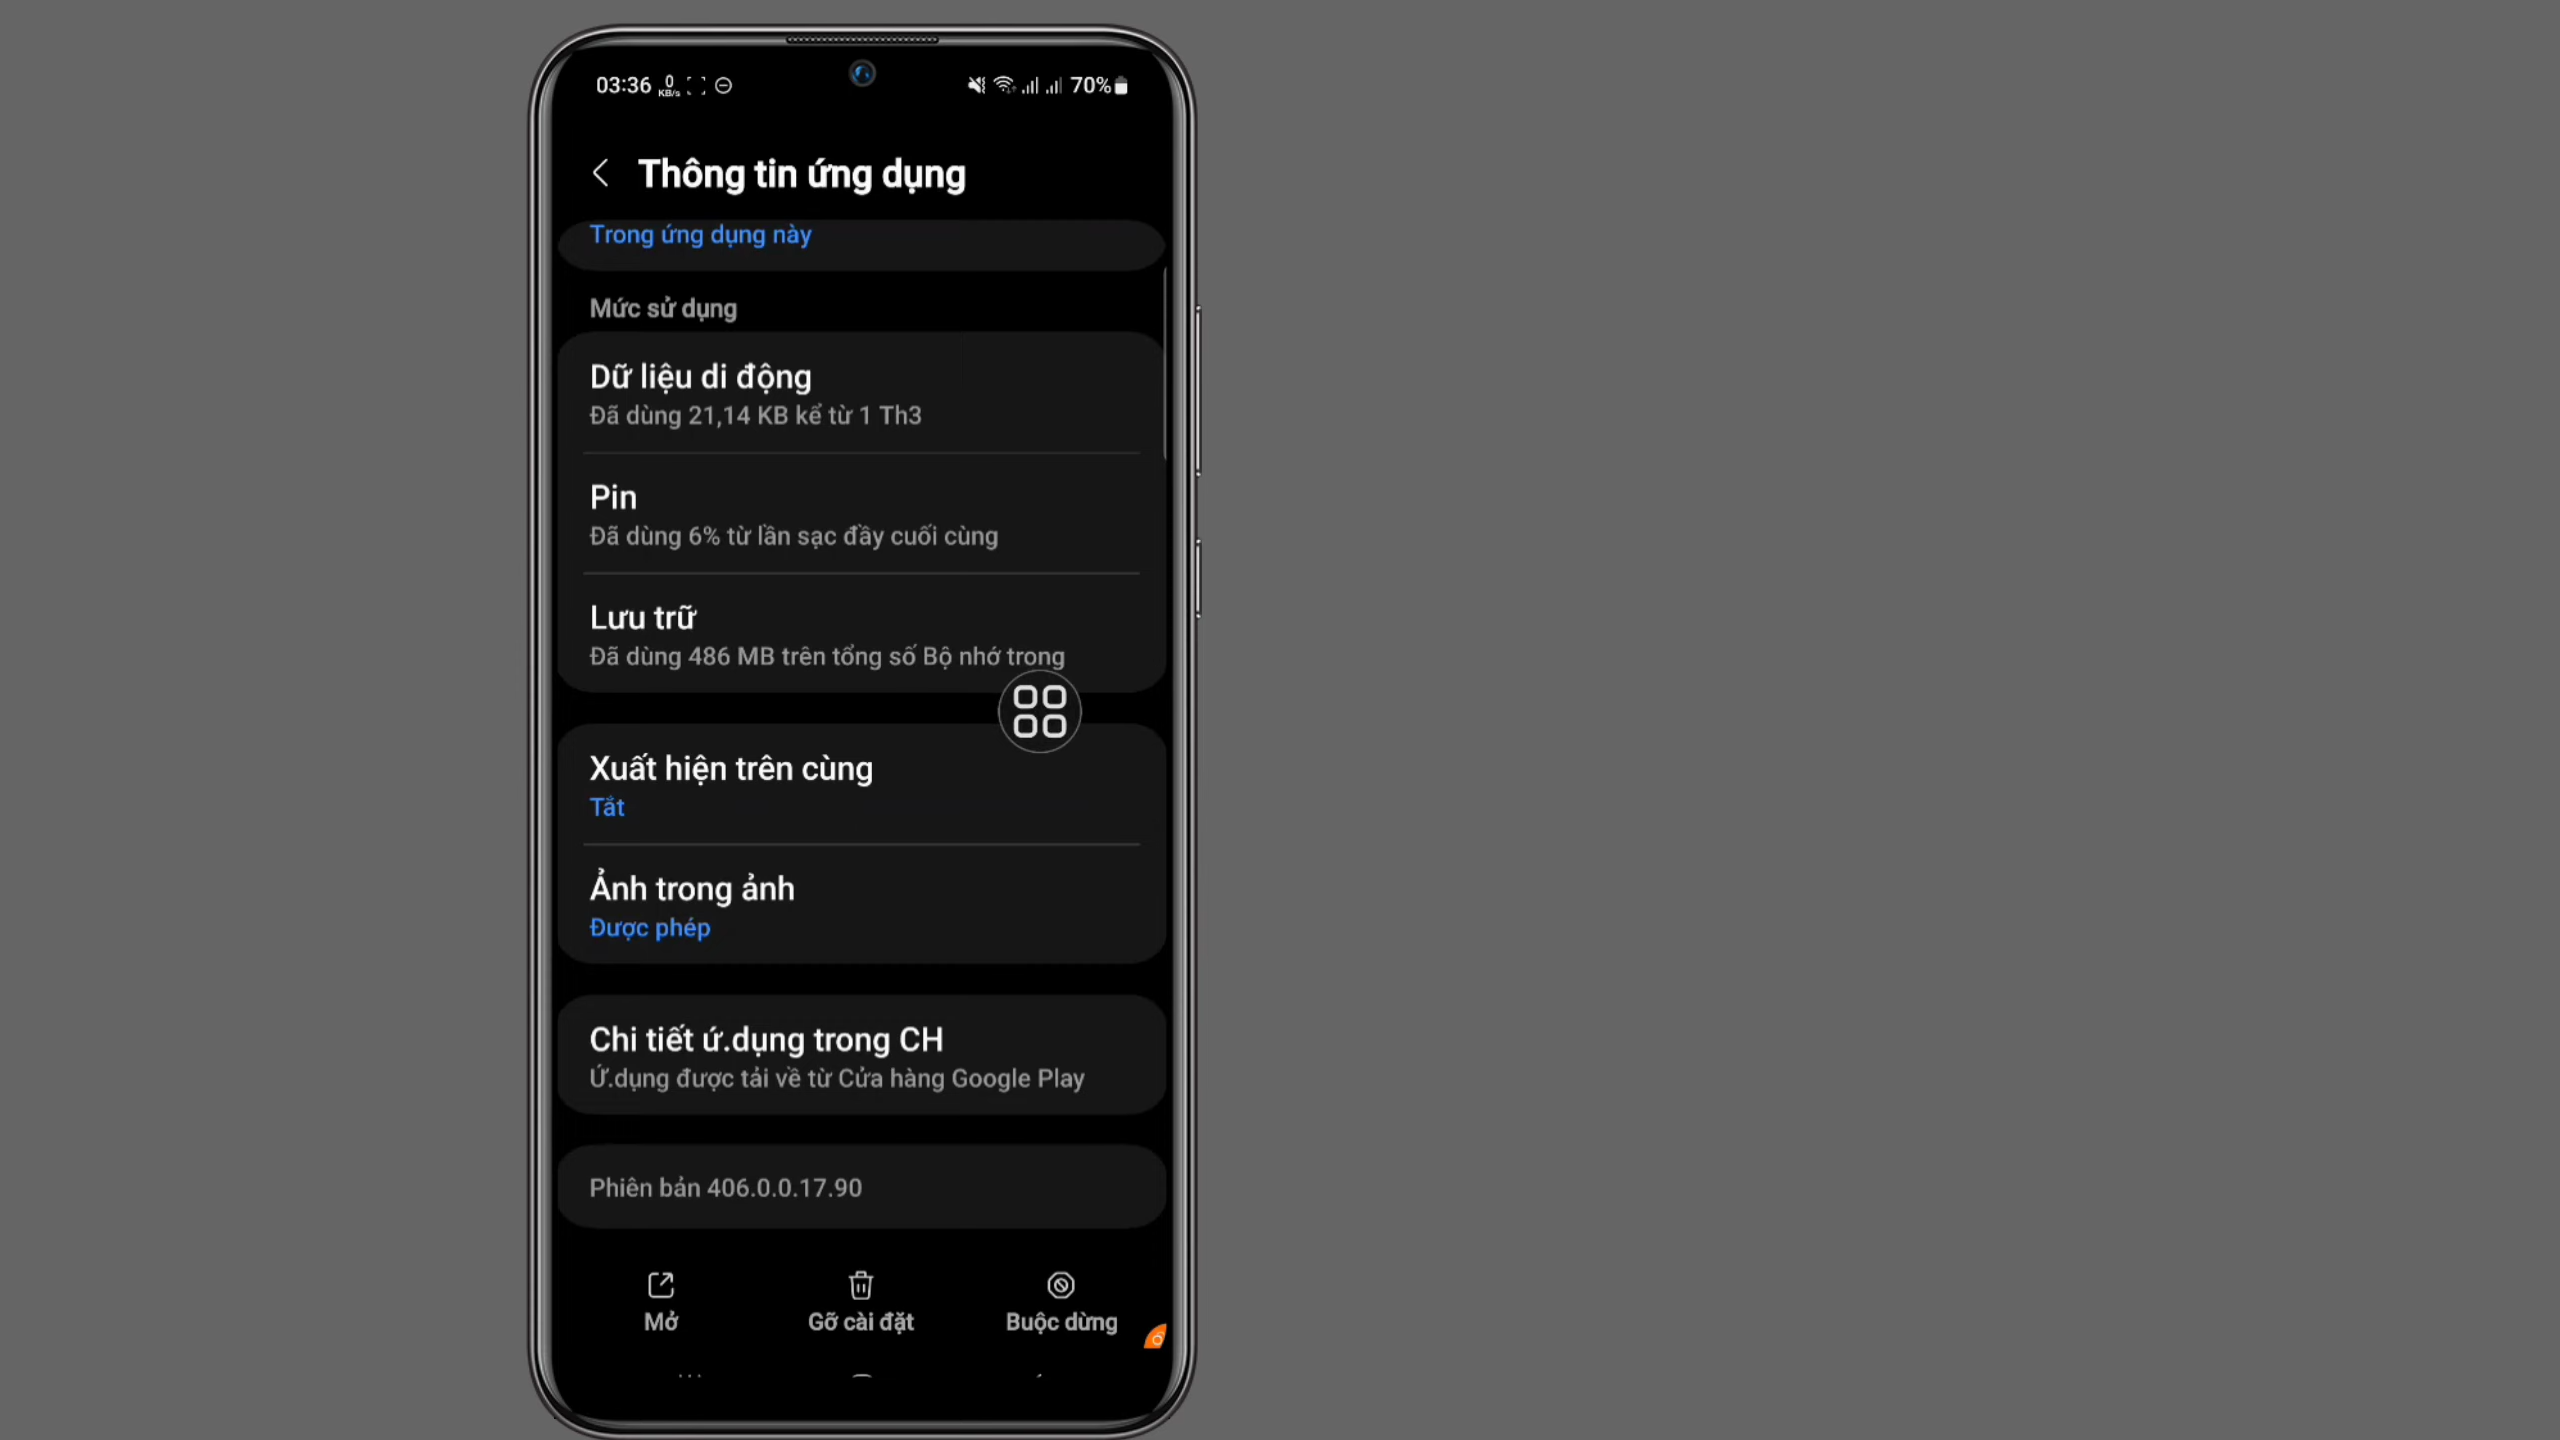 03:36 0 KB/s 70%
Thông tin ứng dụng
Trong ứng dụng này
Mức sử dụng
Dữ liệu di động
Đã dùng 21,14 KB kể từ 1 Th3
Pin
Đã dùng 6% từ lần sạc đầy cuối cùng
Lưu trữ
Đã dùng 486 MB trên tổng số Bộ nhớ trong
Xuất hiện trên cùng
Tắt
Ảnh trong ảnh
Được phép
Chi tiết ứ.dụng trong CH
Ứ.dụng được tải về từ Cửa hàng Google Play
Phiên bản 406.0.0.17.90
Mở Gỡ cài đặt Buộc dừng